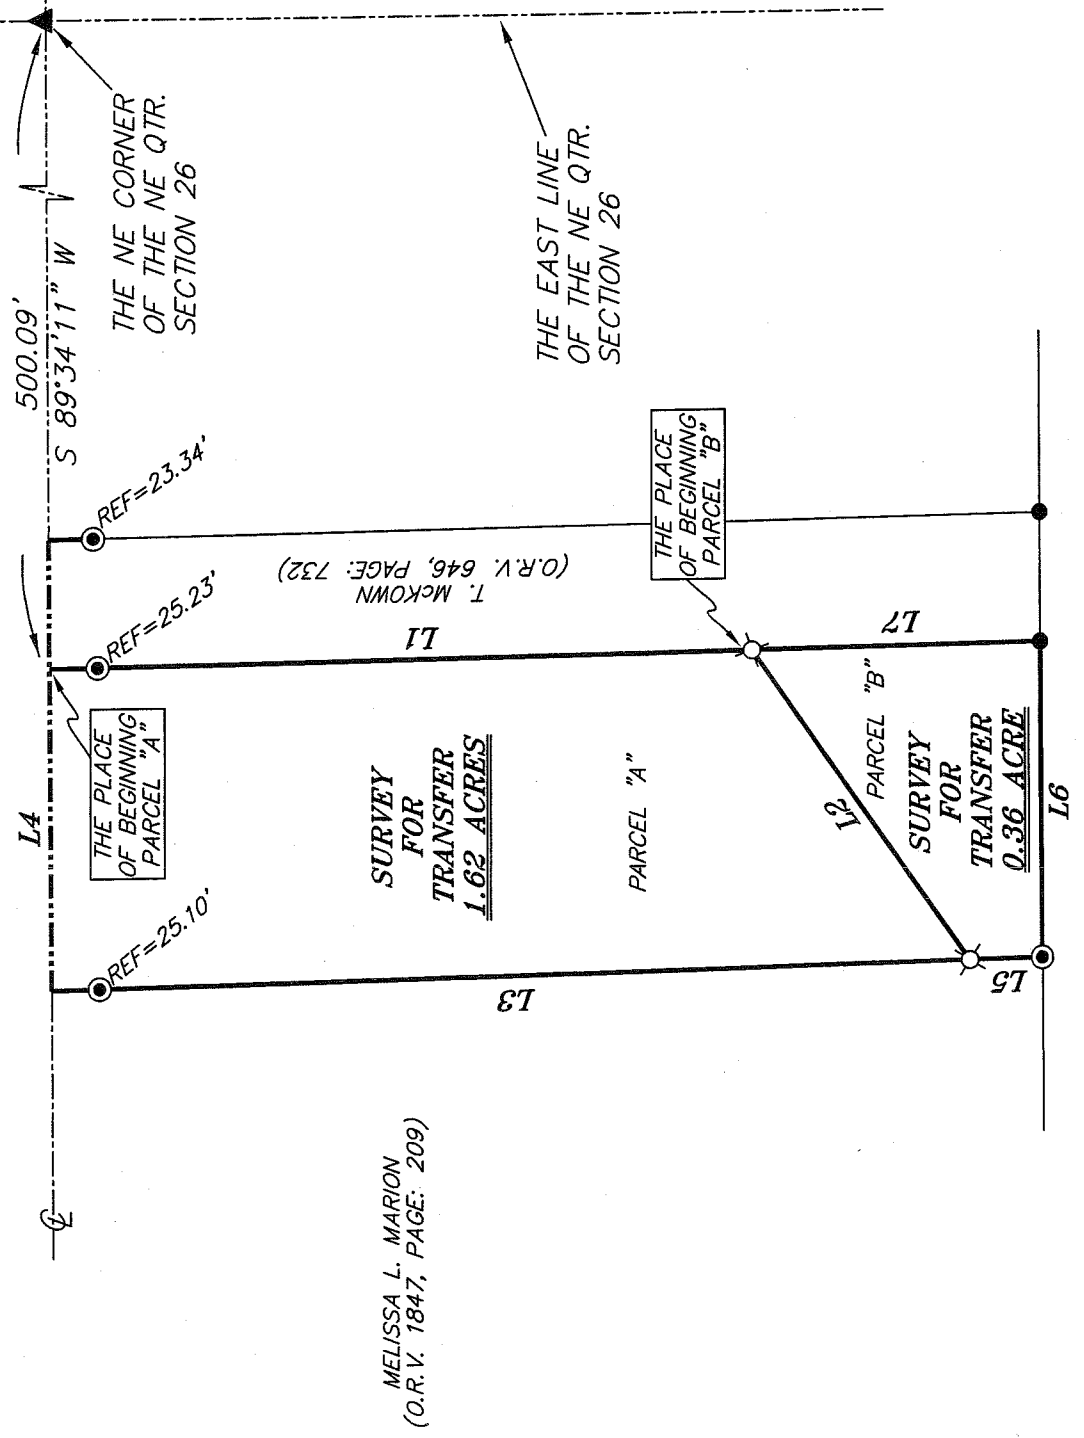 500.09'
S 89°34'11" W
THE NE CORNER
OF THE NE QTR.
SECTION 26
THE EAST LINE
OF THE NE QTR.
SECTION 26
REF=23.34'
T. McKOWN
(O.R.V. 646, PAGE: 732)
REF=25.23'
L1
THE PLACE
OF BEGINNING
PARCEL "B"
L7
L4
THE PLACE
OF BEGINNING
PARCEL "A"
SURVEY
FOR
TRANSFER
1.62 ACRES
PARCEL "A"
L2
PARCEL "B"
SURVEY
FOR
TRANSFER
0.36 ACRE
L6
REF=25.10'
L3
L5
℄
MELISSA L. MARION
(O.R.V. 1847, PAGE: 209)